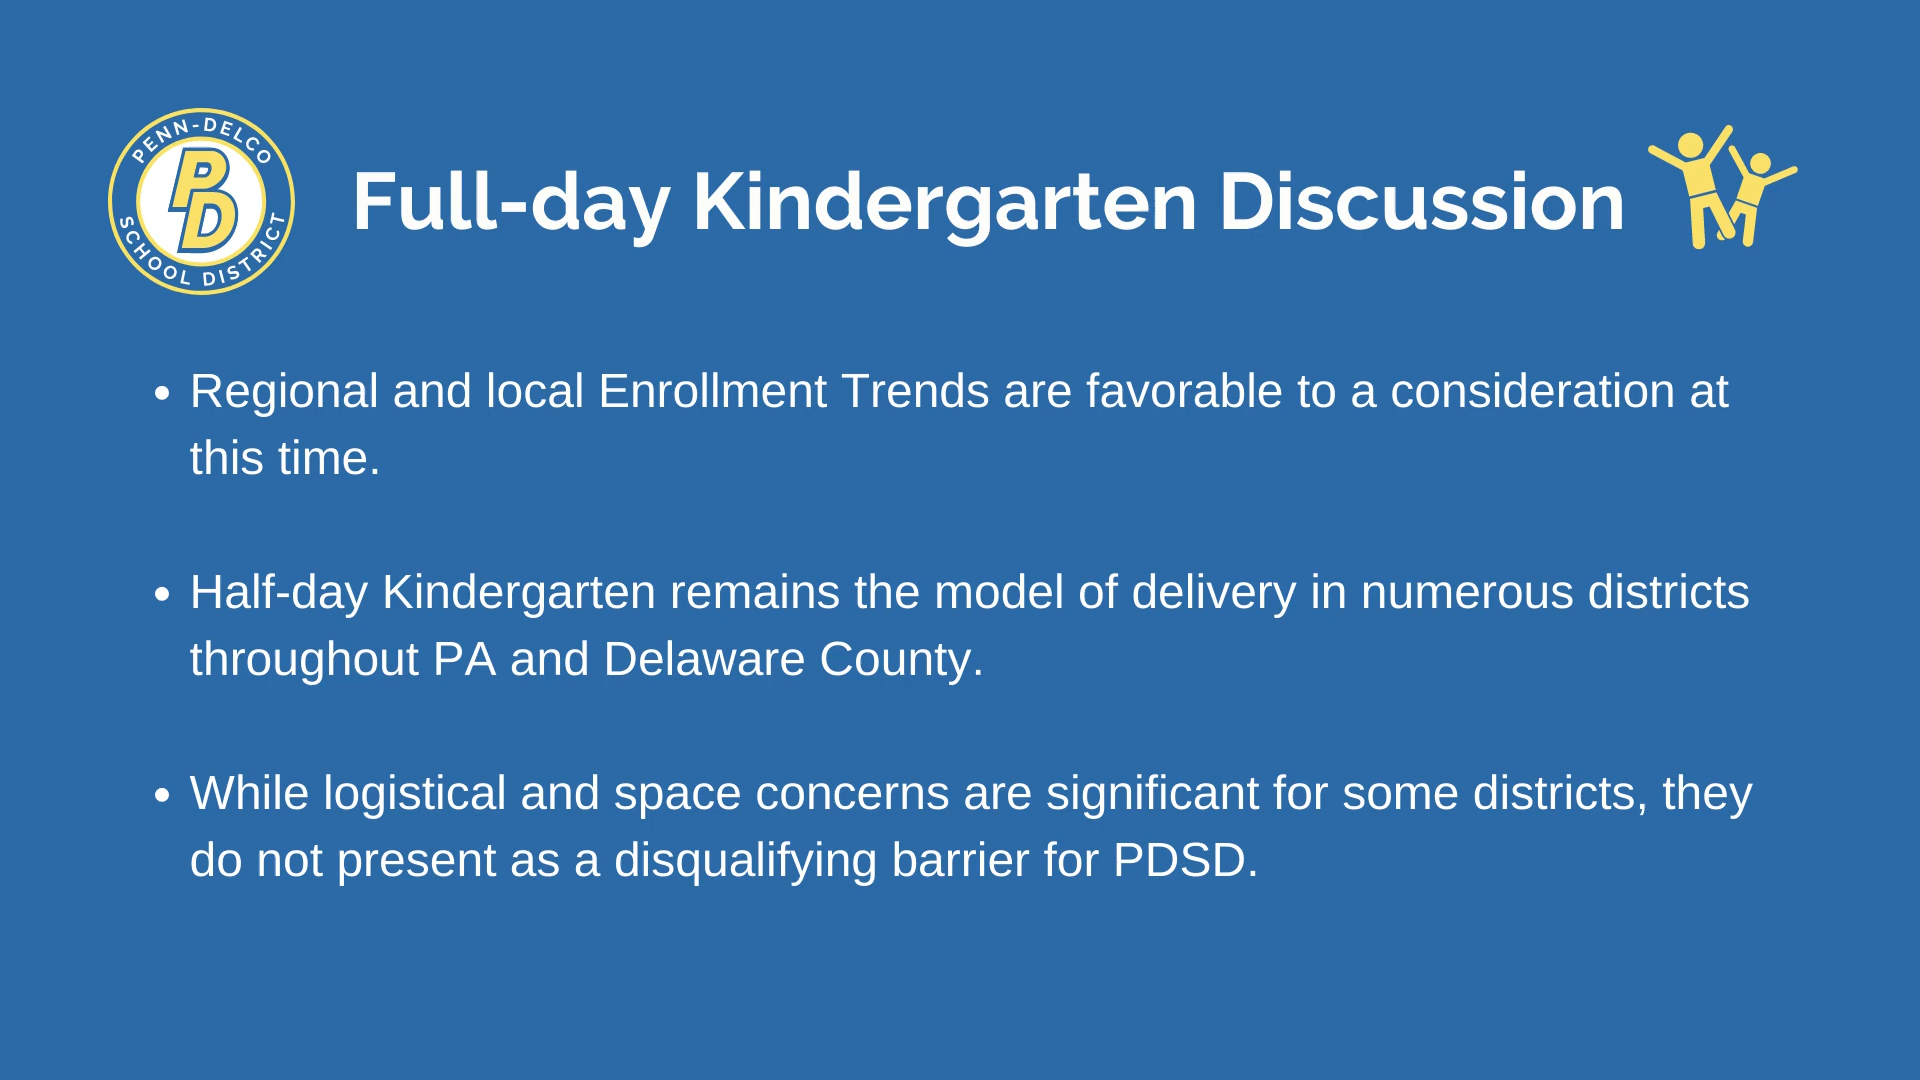 PENN-DELCO
PD
SCHOOL DISTRICT
Full-day Kindergarten Discussion
• Regional and local Enrollment Trends are favorable to a consideration at
this time.
• Half-day Kindergarten remains the model of delivery in numerous districts
throughout PA and Delaware County.
• While logistical and space concerns are significant for some districts, they
do not present as a disqualifying barrier for PDSD.